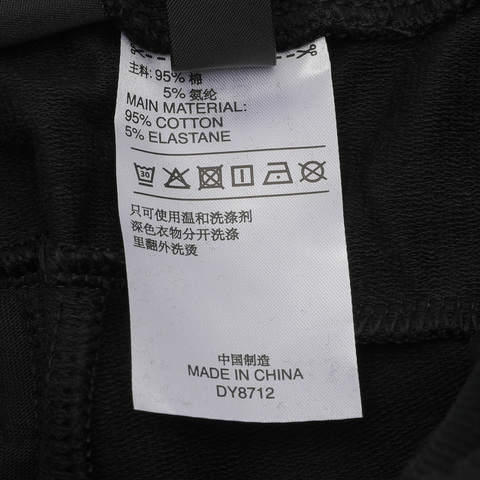 主料: 95% 棉
5% 氨纶
MAIN MATERIAL:
95% COTTON
5% ELASTANE
30
只可使用温和洗涤剂
深色衣物分开洗涤
里翻外洗烫
中国制造
MADE IN CHINA
DY8712